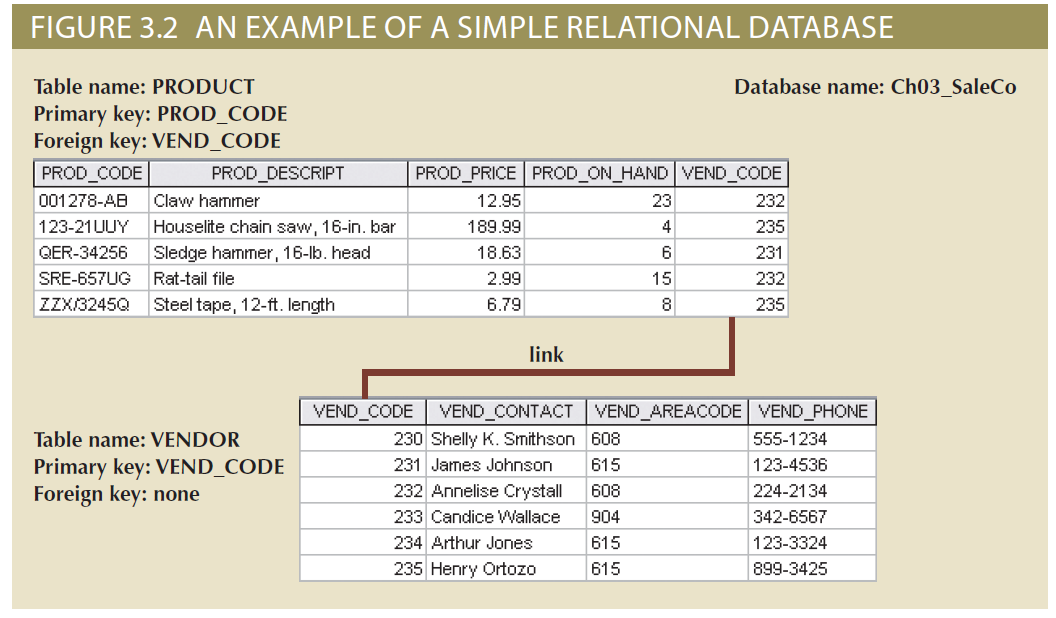 FIGURE 3.2 AN EXAMPLE OF A SIMPLE RELATIONAL DATABASE
Table name: PRODUCT Database name: Ch03_SaleCo
Primary key: PROD_CODE
Foreign key: VEND_CODE
PROD_CODE PROD_DESCRIPT PROD_PRICE PROD_ON_HAND VEND_CODE
001278-AB Claw hammer 12.95 23 232
123-21UUY Houselite chain saw, 16-in. bar 189.99 4 235
QER-34256 Sledge hammer, 16-lb. head 18.63 6 231
SRE-657UG Rat-tail file 2.99 15 232
ZZX/3245Q Steel tape, 12-ft. length 6.79 8 235
link
Table name: VENDOR
Primary key: VEND_CODE
Foreign key: none
VEND_CODE VEND_CONTACT VEND_AREACODE VEND_PHONE
230 Shelly K. Smithson 608 555-1234
231 James Johnson 615 123-4536
232 Annelise Crystall 608 224-2134
233 Candice Wallace 904 342-6567
234 Arthur Jones 615 123-3324
235 Henry Ortozo 615 899-3425